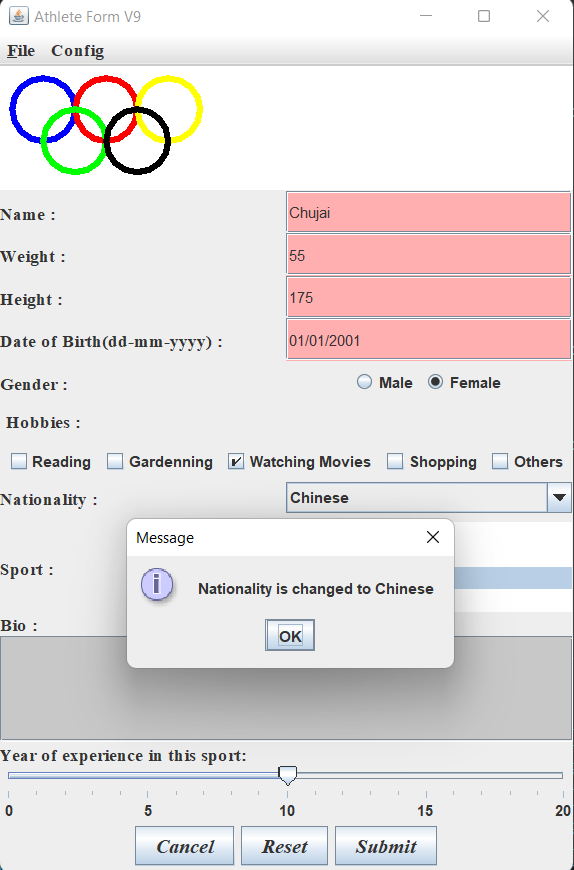 Athlete Form V9
File Config
Name :
Chujai
Weight :
55
Height :
175
Date of Birth(dd-mm-yyyy) :
01/01/2001
Gender :
Male Female
Hobbies :
Reading Gardenning Watching Movies Shopping Others
Nationality :
Chinese
Message
Nationality is changed to Chinese
OK
Sport :
Bio :
Year of experience in this sport:
0 5 10 15 20
Cancel Reset Submit